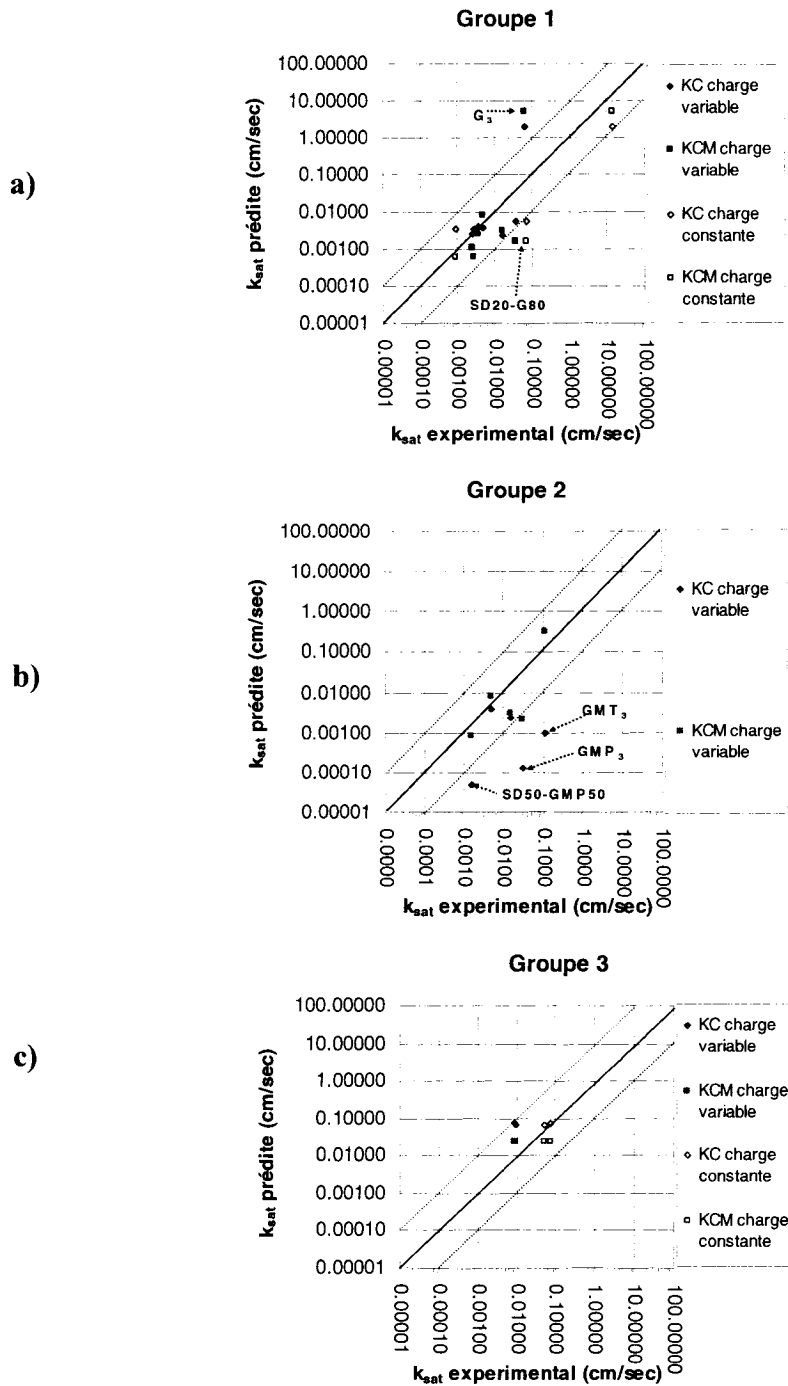 Groupe 1
a)
k_sat prédite (cm/sec)
100.00000
10.00000
1.00000
0.10000
0.01000
0.00100
0.00010
0.00001
G3
SD20-G80
0.00001
0.00010
0.00100
0.01000
0.10000
1.00000
10.00000
100.00000
k_sat experimental (cm/sec)
KC charge
variable
KCM charge
variable
KC charge
constante
KCM charge
constante
Groupe 2
b)
k_sat prédite (cm/sec)
100.00000
10.00000
1.00000
0.10000
0.01000
0.00100
0.00010
0.00001
GMT3
GMP3
SD50-GMP50
0.0000
0.0001
0.0010
0.0100
0.1000
1.0000
10.0000
100.0000
k_sat experimental (cm/sec)
KC charge
variable
KCM charge
variable
Groupe 3
c)
k_sat prédite (cm/sec)
100.00000
10.00000
1.00000
0.10000
0.01000
0.00100
0.00010
0.00001
0.00001
0.00010
0.00100
0.01000
0.10000
1.00000
10.00000
100.00000
k_sat experimental (cm/sec)
KC charge
variable
KCM charge
variable
KC charge
constante
KCM charge
constante